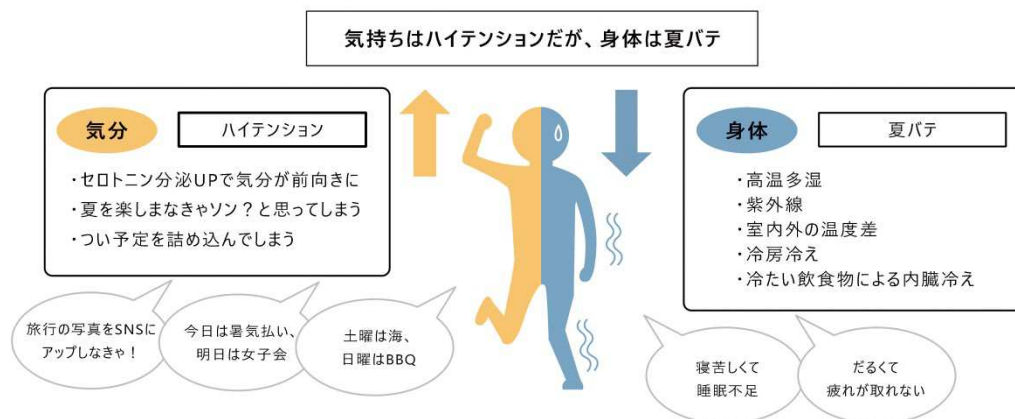 気持ちはハイテンションだが、身体は夏バテ
気分
ハイテンション
・セロトニン分泌UPで気分が前向きに
・夏を楽しまなきゃソン？と思ってしまう
・つい予定を詰め込んでしまう
旅行の写真をSNSに
アップしなきゃ！
今日は暑気払い、
明日は女子会
土曜は海、
日曜はBBQ
身体
夏バテ
・高温多湿
・紫外線
・室内外の温度差
・冷房冷え
・冷たい飲食物による内臓冷え
寝苦しくて
睡眠不足
だるくて
疲れが取れない